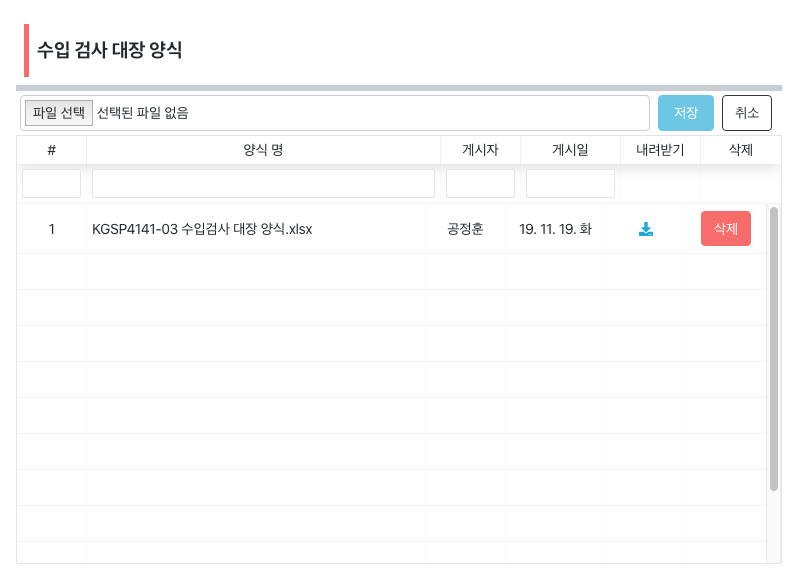 수입 검사 대장 양식
파일 선택 선택된 파일 없음 저장 취소
# 양식 명 게시자 게시일 내려받기 삭제
1 KGSP4141-03 수입검사 대장 양식.xlsx 공정훈 19. 11. 19. 화 삭제